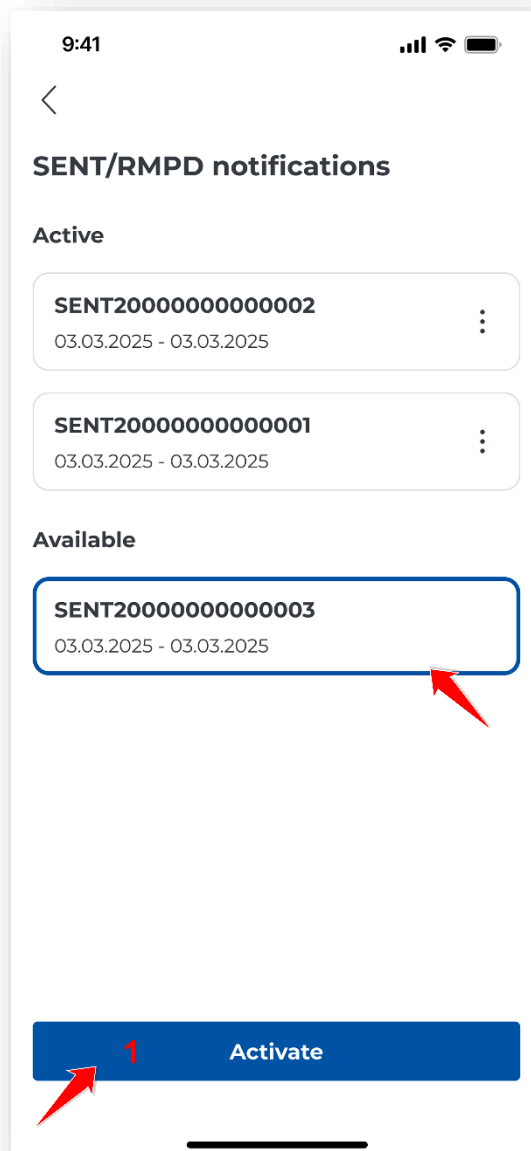 9:41
SENT/RMPD notifications
Active
SENT20000000000002
03.03.2025 - 03.03.2025
SENT20000000000001
03.03.2025 - 03.03.2025
Available
SENT20000000000003
03.03.2025 - 03.03.2025
1 Activate